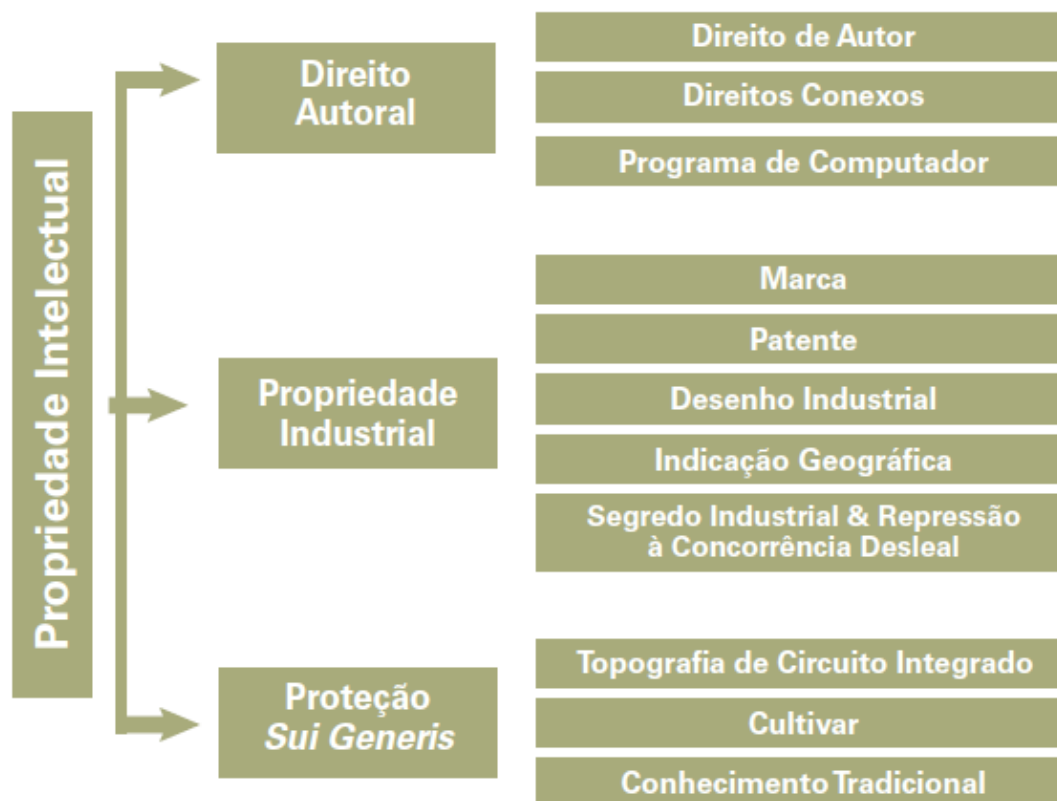 Propriedade Intelectual
Direito
Autoral
Direito de Autor
Direitos Conexos
Programa de Computador
Propriedade
Industrial
Marca
Patente
Desenho Industrial
Indicação Geográfica
Segredo Industrial & Repressão
à Concorrência Desleal
Proteção
Sui Generis
Topografia de Circuito Integrado
Cultivar
Conhecimento Tradicional